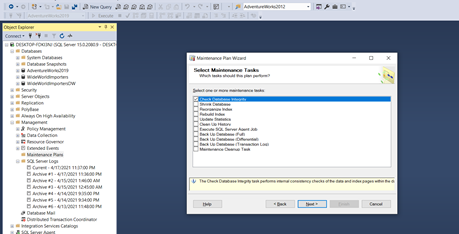 New Query
AdventureWorks2012
Execute
Object Explorer
Connect
DESKTOP-FOK23NI (SQL Server 15.0.2080.9 - DESKT
Databases
System Databases
Database Snapshots
AdventureWorks2019
WideWorldImporters
WideWorldImportersDW
Security
Server Objects
Replication
PolyBase
Always On High Availability
Management
Policy Management
Data Collection
Resource Governor
Extended Events
Maintenance Plans
SQL Server Logs
Current - 4/17/2021 11:37:00 PM
Archive #1 - 4/17/2021 11:36:00 PM
Archive #2 - 4/15/2021 1:46:00 AM
Archive #3 - 4/15/2021 12:45:00 AM
Archive #4 - 4/14/2021 9:35:00 PM
Archive #5 - 4/14/2021 9:34:00 PM
Archive #6 - 4/13/2021 11:48:00 PM
Database Mail
Distributed Transaction Coordinator
Integration Services Catalogs
SQL Server Agent
Maintenance Plan Wizard
Select Maintenance Tasks
Which tasks should this plan perform?
Select one or more maintenance tasks:
Check Database Integrity
Shrink Database
Reorganize Index
Rebuild Index
Update Statistics
Clean Up History
Execute SQL Server Agent Job
Back Up Database (Full)
Back Up Database (Differential)
Back Up Database (Transaction Log)
Maintenance Cleanup Task
The Check Database Integrity task performs internal consistency checks of the data and index pages within the d
Help
< Back
Next >
Cancel